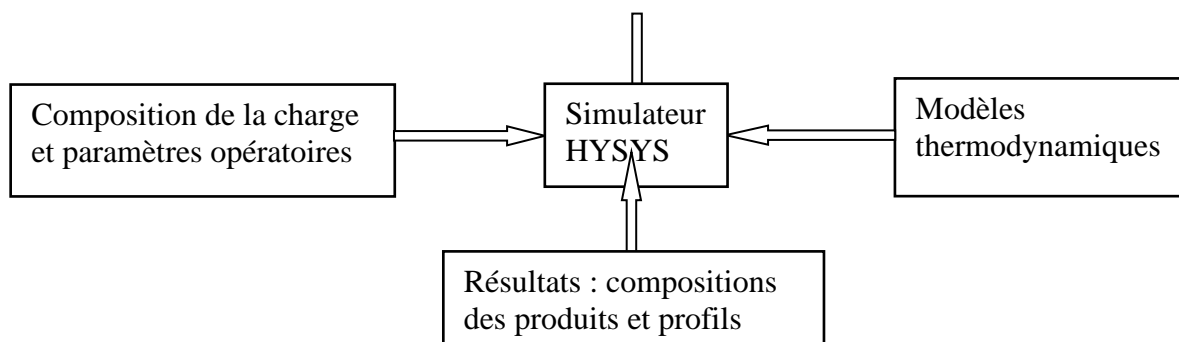 Composition de la charge
et paramètres opératoires
Simulateur
HYSYS
Modèles
thermodynamiques
Résultats : compositions
des produits et profils